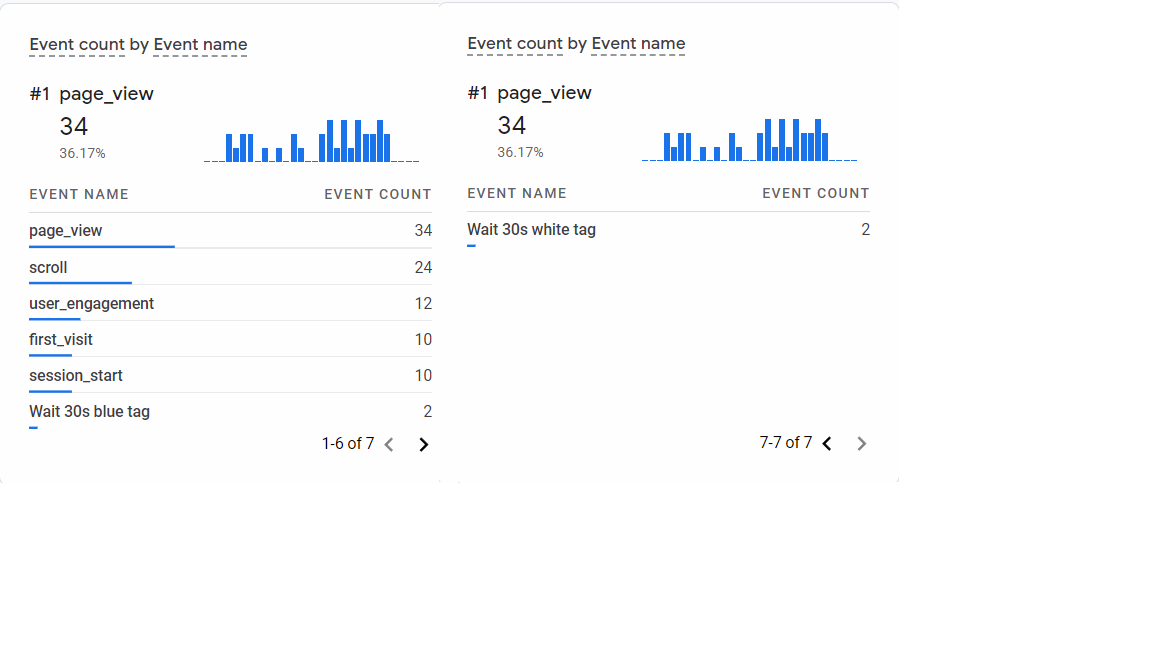 Event count by Event name
#1 page_view
34
36.17%
EVENT NAME EVENT COUNT
page_view 34
scroll 24
user_engagement 12
first_visit 10
session_start 10
Wait 30s blue tag 2
1-6 of 7
Event count by Event name
#1 page_view
34
36.17%
EVENT NAME EVENT COUNT
Wait 30s white tag 2
7-7 of 7